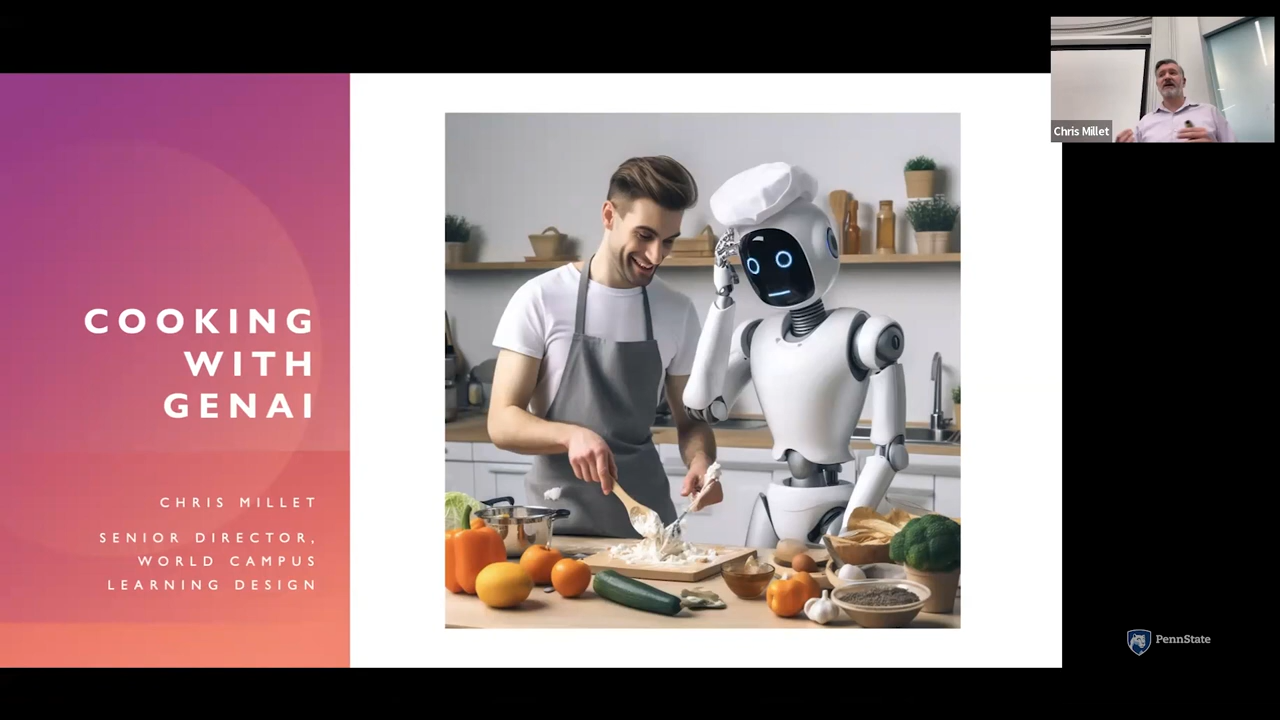 COOKING
WITH
GENAI
CHRIS MILLET
SENIOR DIRECTOR,
WORLD CAMPUS
LEARNING DESIGN
Chris Millet
PennState